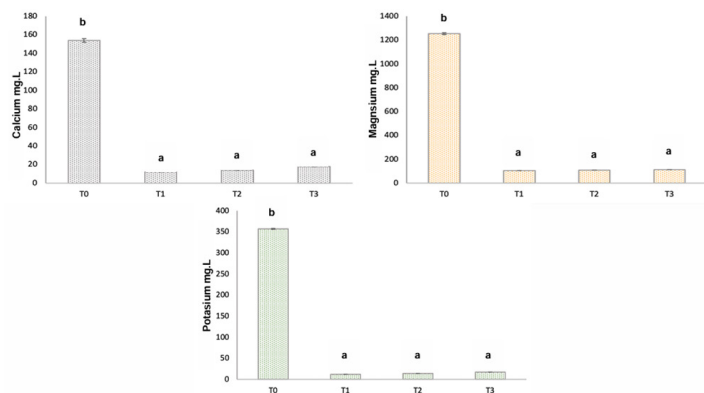 Calcium mg.L
180
160
140
120
100
80
60
40
20
0
b
a
a
a
T0
T1
T2
T3
Magnsium mg.L
1400
1200
1000
800
600
400
200
0
b
a
a
a
T0
T1
T2
T3
Potasium mg.L
400
350
300
250
200
150
100
50
0
b
a
a
a
T0
T1
T2
T3